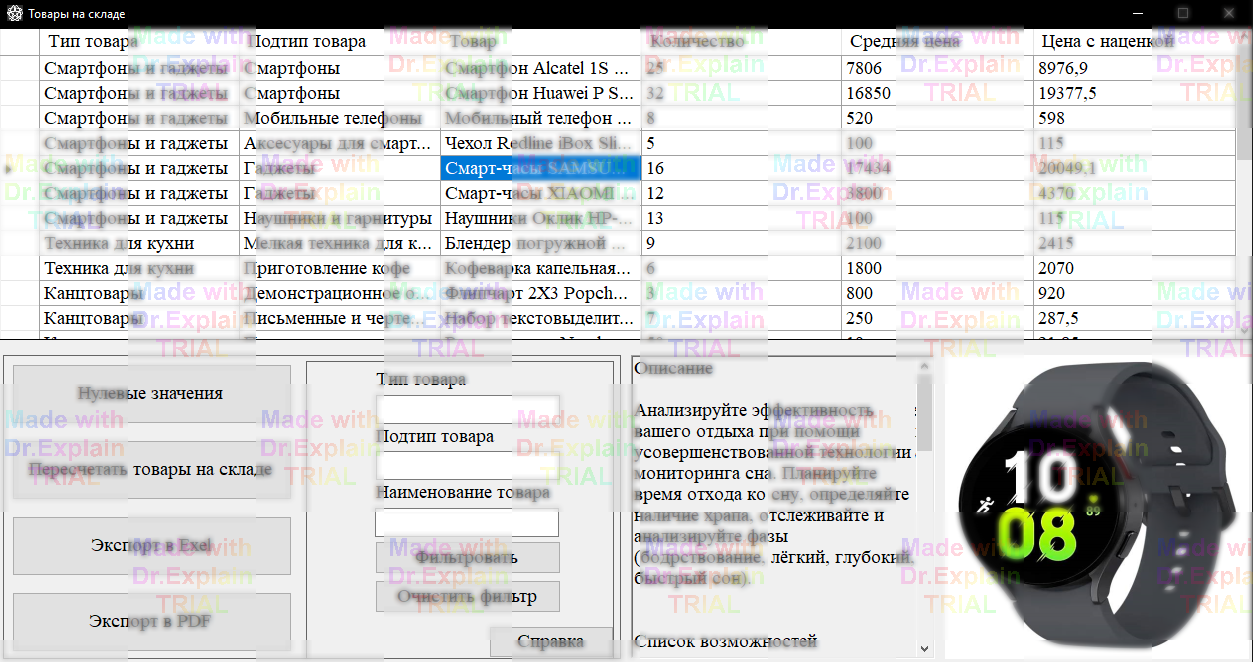 Товары на складе
Тип товара Подтип товара Товар Количество Средняя цена Цена с наценкой
Смартфоны и гаджеты Смартфоны Смартфон Alcatel 1S ... 25 7806 8976,9
Смартфоны и гаджеты Смартфоны Смартфон Huawei P S... 32 16850 19377,5
Смартфоны и гаджеты Мобильные телефоны Мобильный телефон ... 8 520 598
Смартфоны и гаджеты Аксесуары для смарт... Чехол Redline iBox Sli... 5 100 115
Смартфоны и гаджеты Гаджеты Смарт-часы SAMSU... 16 17434 20049,1
Смартфоны и гаджеты Гаджеты Смарт-часы XIAOMI ... 12 3800 4370
Смартфоны и гаджеты Наушники и гарнитуры Наушники Оклик HP-... 13 100 115
Техника для кухни Мелкая техника для к... Блендер погружной ... 9 2100 2415
Техника для кухни Приготовление кофе Кофеварка капельная... 6 1800 2070
Канцтовары Демонстрационное о... Флипчарт 2X3 Popch... 3 800 920
Канцтовары Письменные и черте... Набор текстовыделит... 7 250 287,5
Нулевые значения
Пересчетать товары на складе
Экспорт в Exel
Экспорт в PDF
Тип товара
Подтип товара
Наименование товара
Фильтровать
Очистить фильтр
Справка
Описание
Анализируйте эффективность
вашего отдыха при помощи
усовершенствованной технологии
мониторинга сна. Планируйте
время отхода ко сну, определяйте
наличие храпа, отслеживайте и
анализируйте фазы
(бодрствование, лёгкий, глубокий,
быстрый сон).
Список возможностей
10
08
89
Made with
Dr.Explain
TRIAL